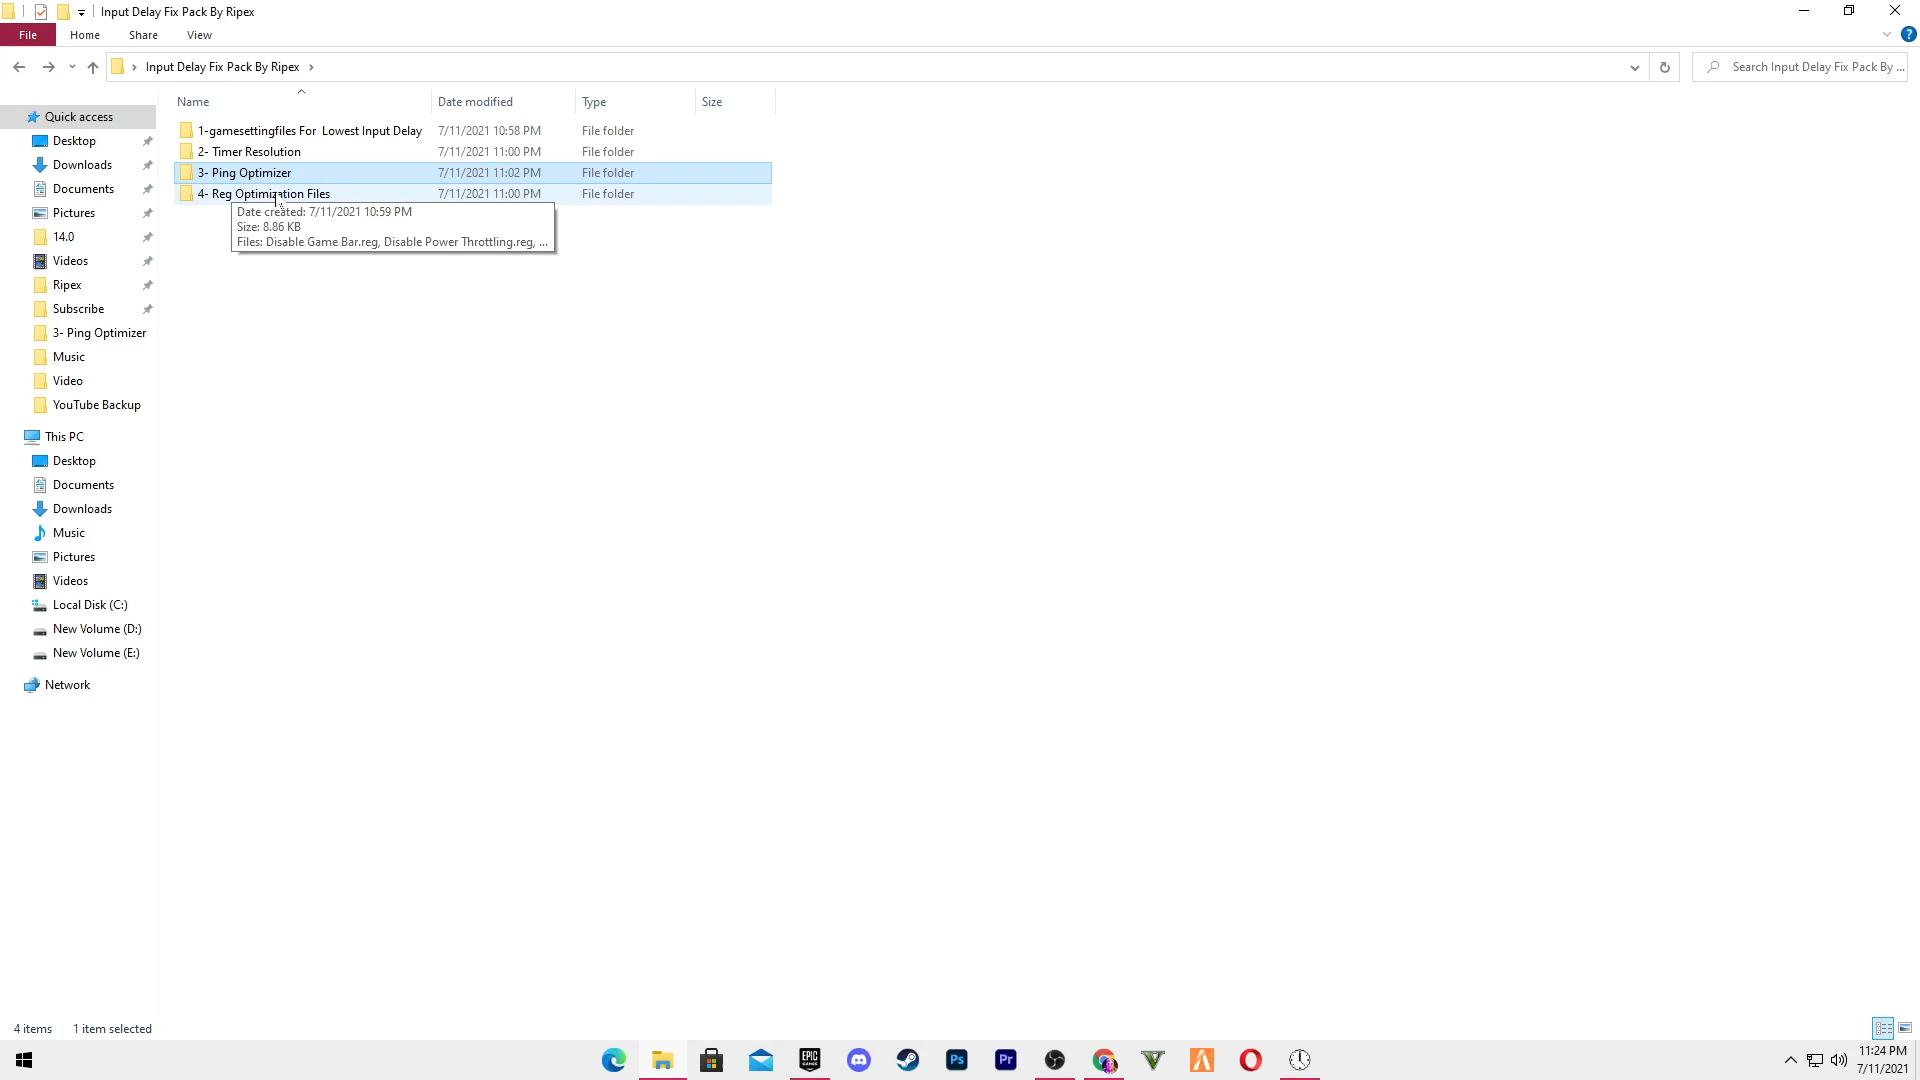 Input Delay Fix Pack By Ripex
File Home Share View
Input Delay Fix Pack By Ripex
Search Input Delay Fix Pack By ...
Name Date modified Type Size
1-gamesettingfiles For  Lowest Input Delay 7/11/2021 10:58 PM File folder
2- Timer Resolution 7/11/2021 11:00 PM File folder
3- Ping Optimizer 7/11/2021 11:02 PM File folder
4- Reg Optimization Files 7/11/2021 11:00 PM File folder
Date created: 7/11/2021 10:59 PM
Size: 8.86 KB
Files: Disable Game Bar.reg, Disable Power Throttling.reg, ...
Quick access
Desktop
Downloads
Documents
Pictures
14.0
Videos
Ripex
Subscribe
3- Ping Optimizer
Music
Video
YouTube Backup
This PC
Desktop
Documents
Downloads
Music
Pictures
Videos
Local Disk (C:)
New Volume (D:)
New Volume (E:)
Network
4 items 1 item selected
EPIC GAMES
Ps
Pr
11:24 PM
7/11/2021